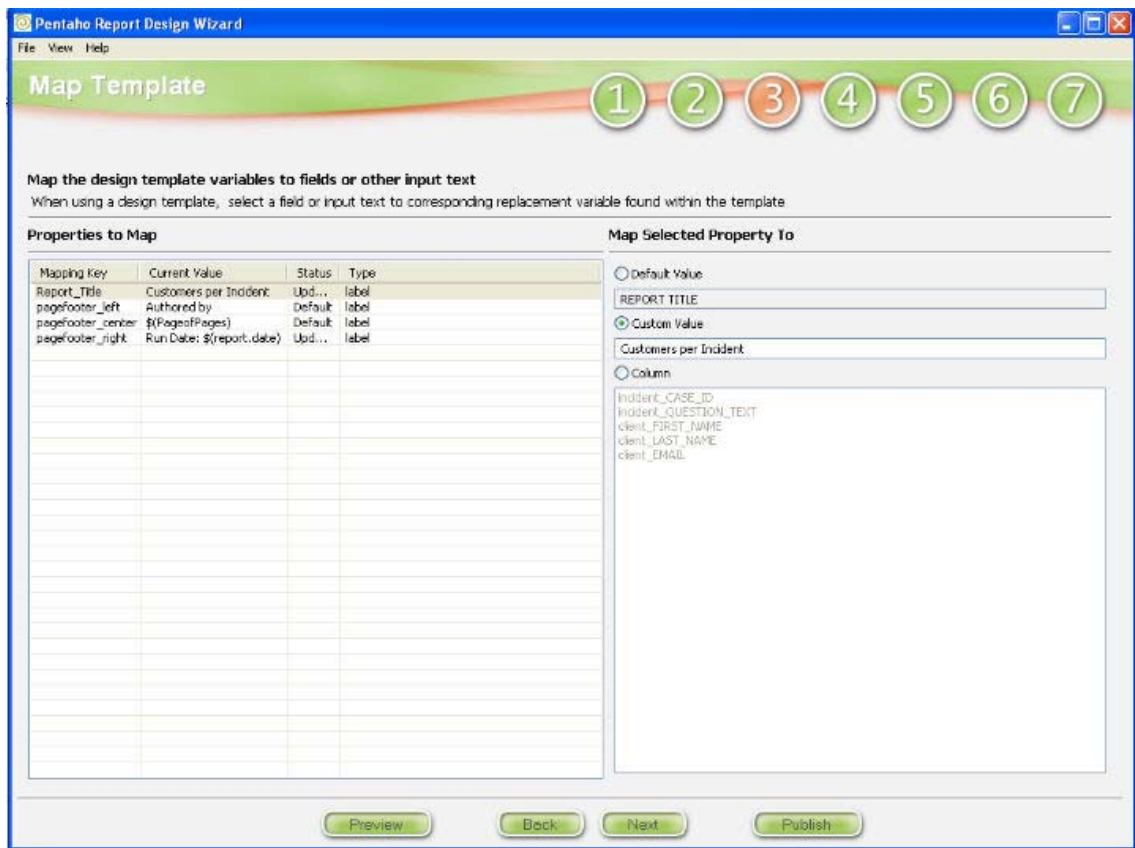 Pentaho Report Design Wizard
File View Help
Map Template
1 2 3 4 5 6 7
Map the design template variables to fields or other input text
When using a design template, select a field or input text to corresponding replacement variable found within the template
Properties to Map
Map Selected Property To
Mapping Key Current Value Status Type
Report_Title Customers per Incident Upd... label
pagefooter_left Authored by Default label
pagefooter_center $(PageofPages) Default label
pagefooter_right Run Date: $(report.date) Upd... label
Default Value
REPORT TITLE
Custom Value
Customers per Incident
Column
incident_CASE_ID
incident_QUESTION_TEXT
client_FIRST_NAME
client_LAST_NAME
client_EMAIL
Preview Back Next Publish